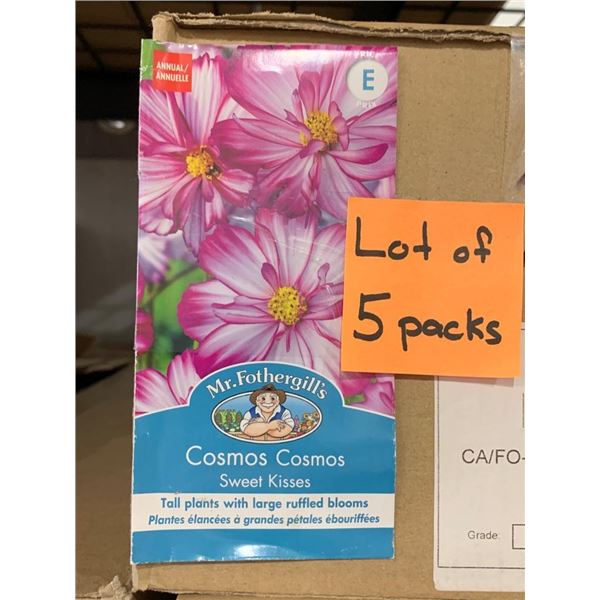 ANNUAL/
ANNUELLE
PRICE
E
PRIX
Lot of
5 packs
Mr. Fothergill's
Cosmos Cosmos
Sweet Kisses
Tall plants with large ruffled blooms
Plantes élancées à grandes pétales ébouriffées
CA/FO-
Grade: